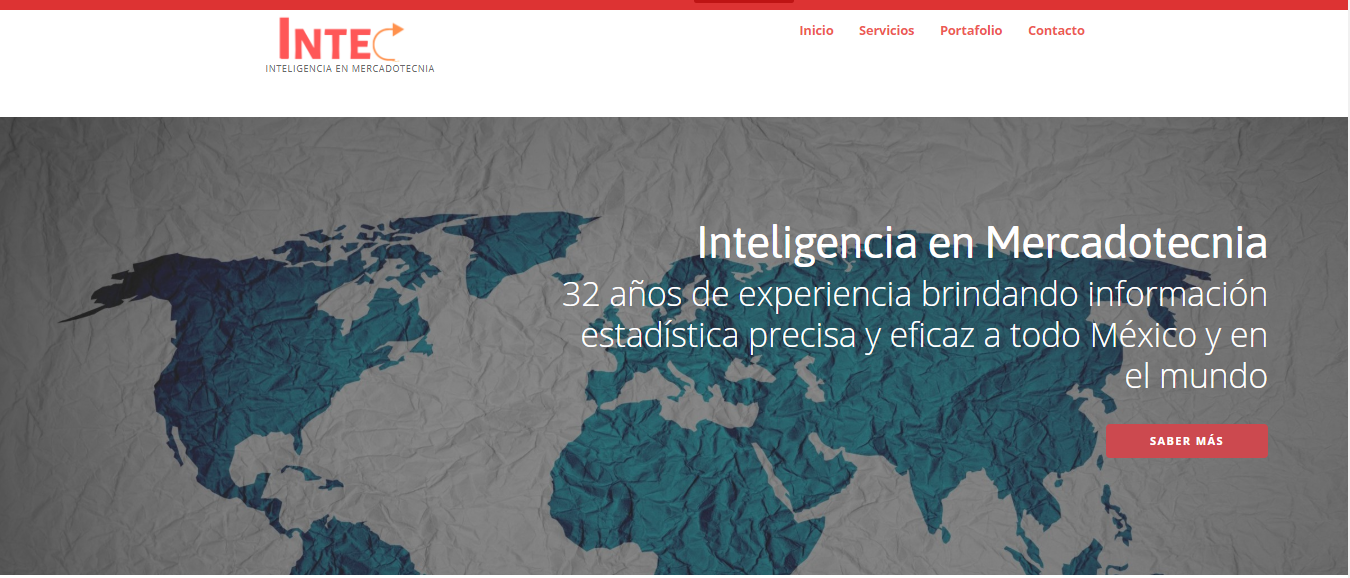 INTEC
INTELIGENCIA EN MERCADOTECNIA
Inicio Servicios Portafolio Contacto
Inteligencia en Mercadotecnia
32 años de experiencia brindando información
estadística precisa y eficaz a todo México y en
el mundo
SABER MÁS